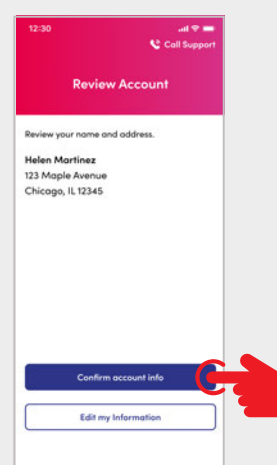 12:30
Call Support
Review Account
Review your name and address.
Helen Martinez
123 Maple Avenue
Chicago, IL 12345
Confirm account info
Edit my Information